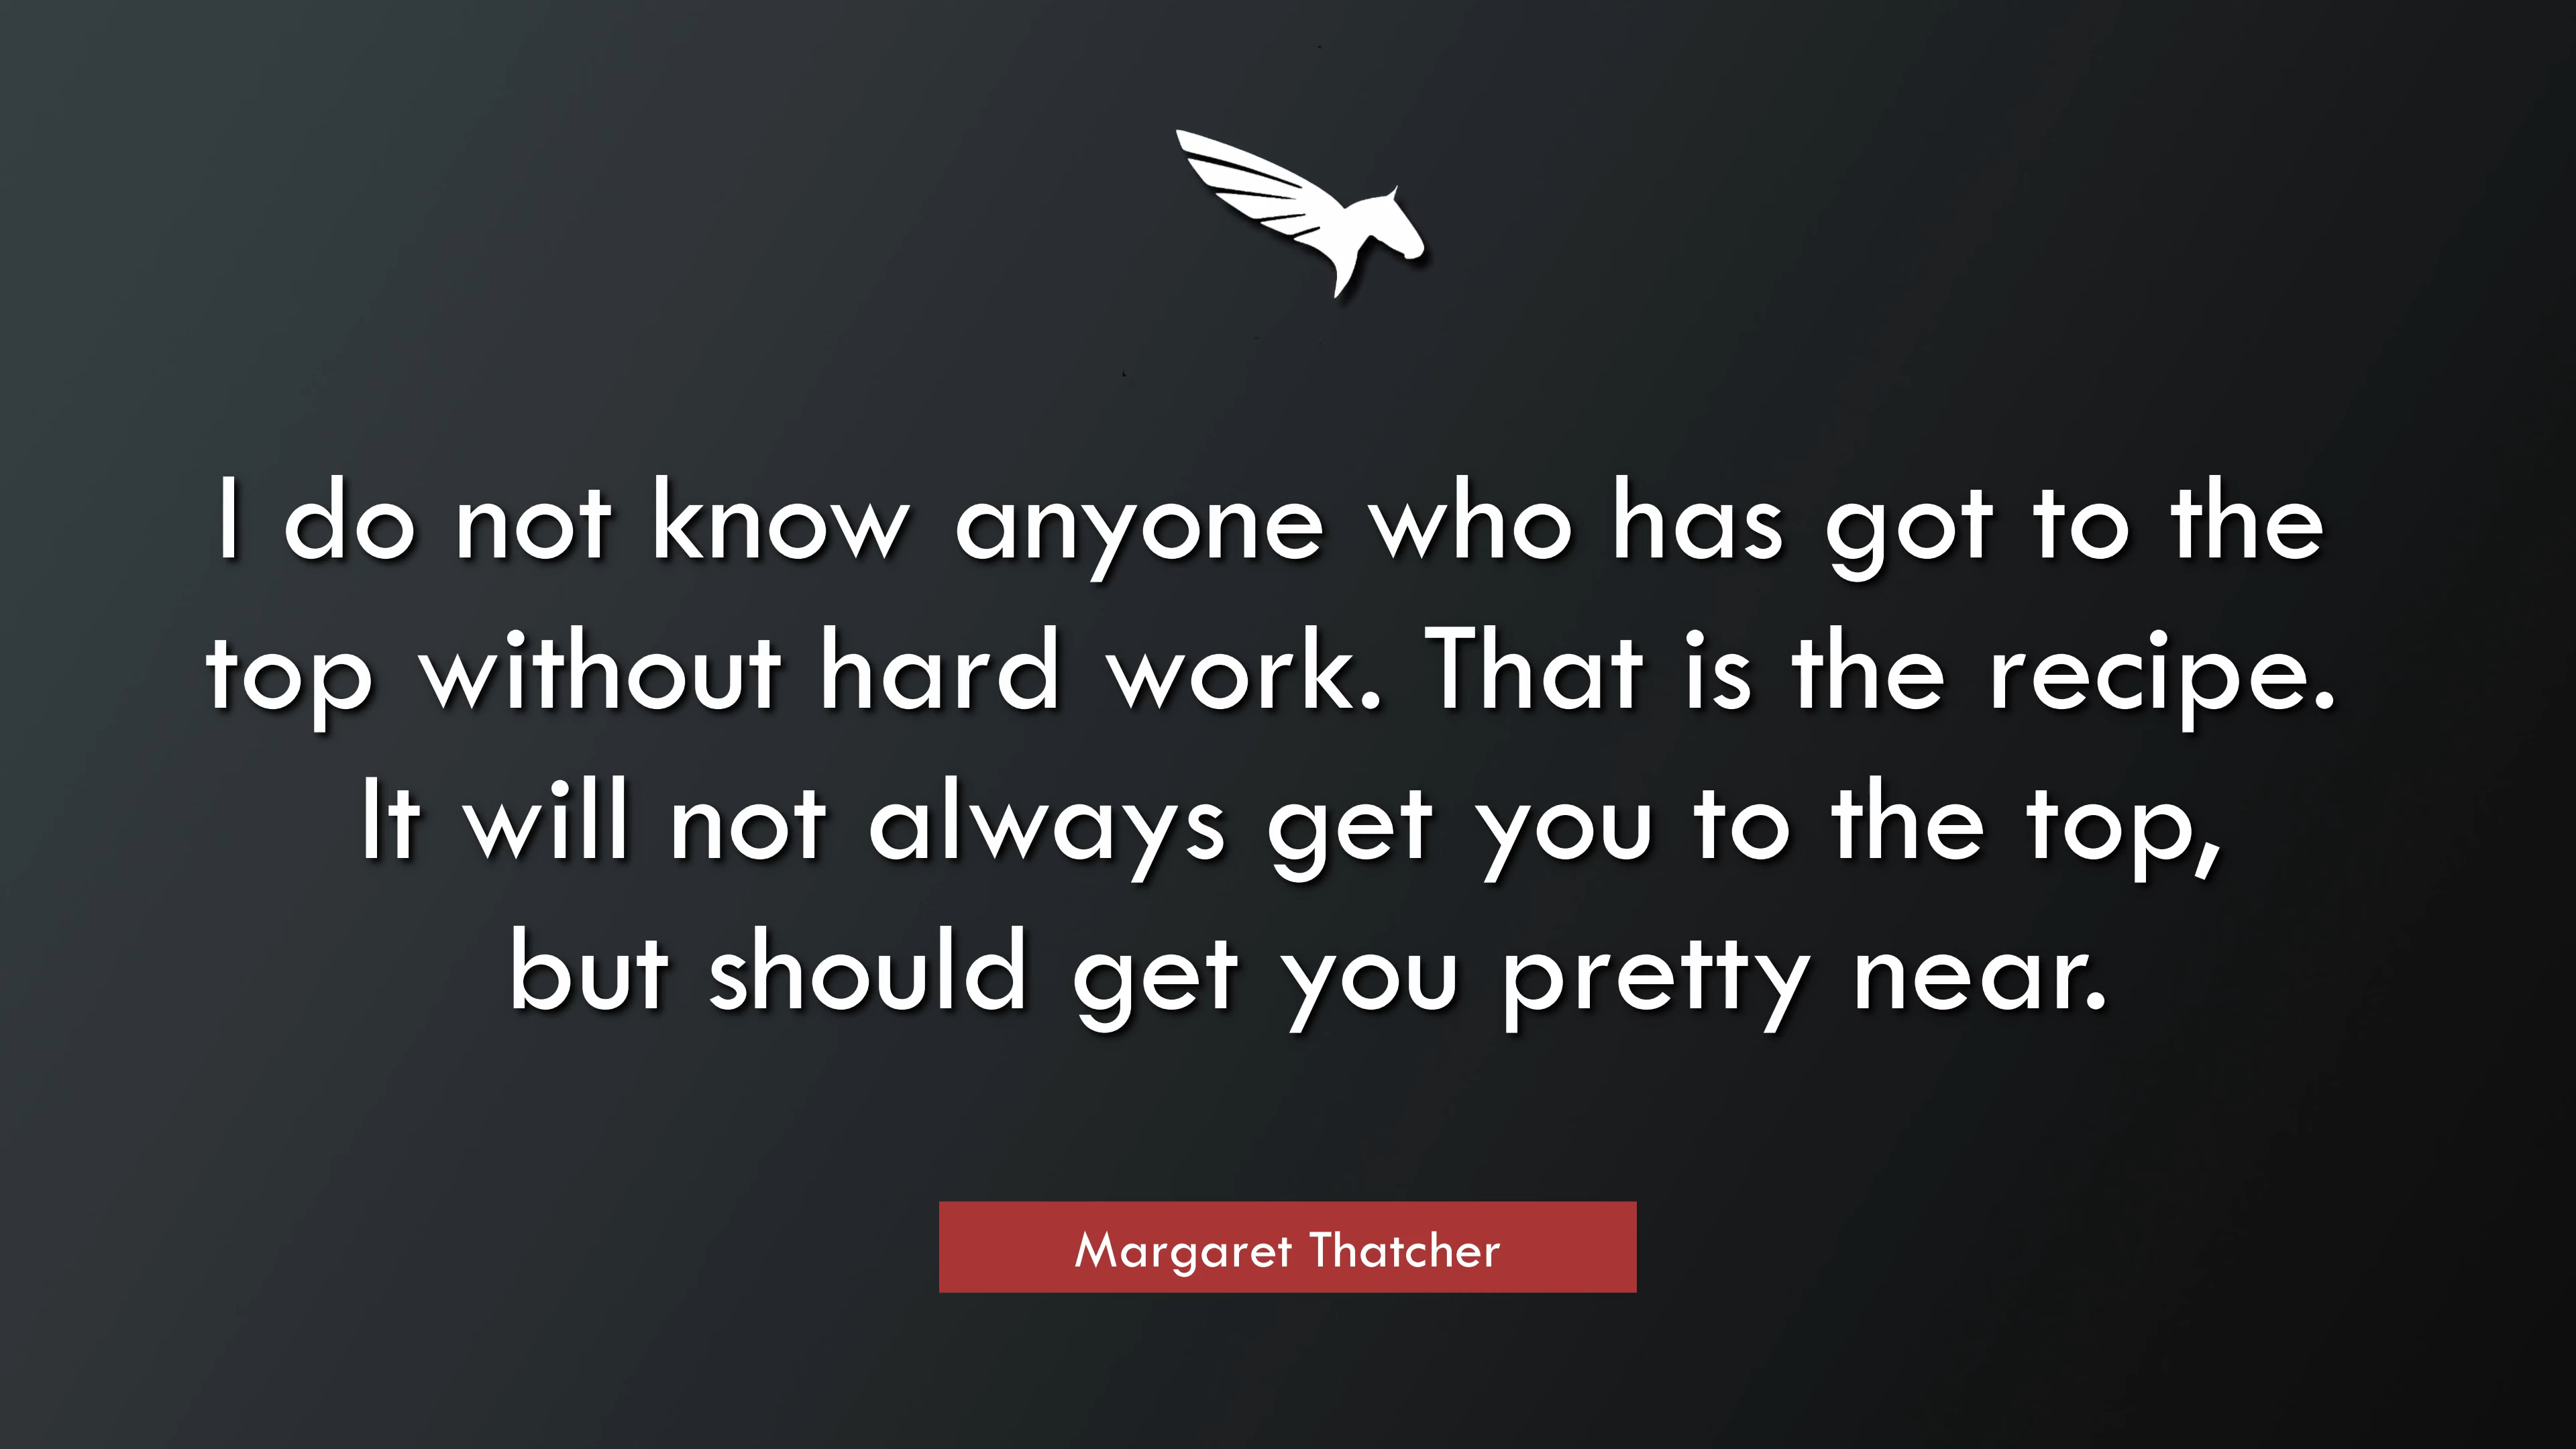 I do not know anyone who has got to the
top without hard work. That is the recipe.
It will not always get you to the top,
but should get you pretty near.
Margaret Thatcher